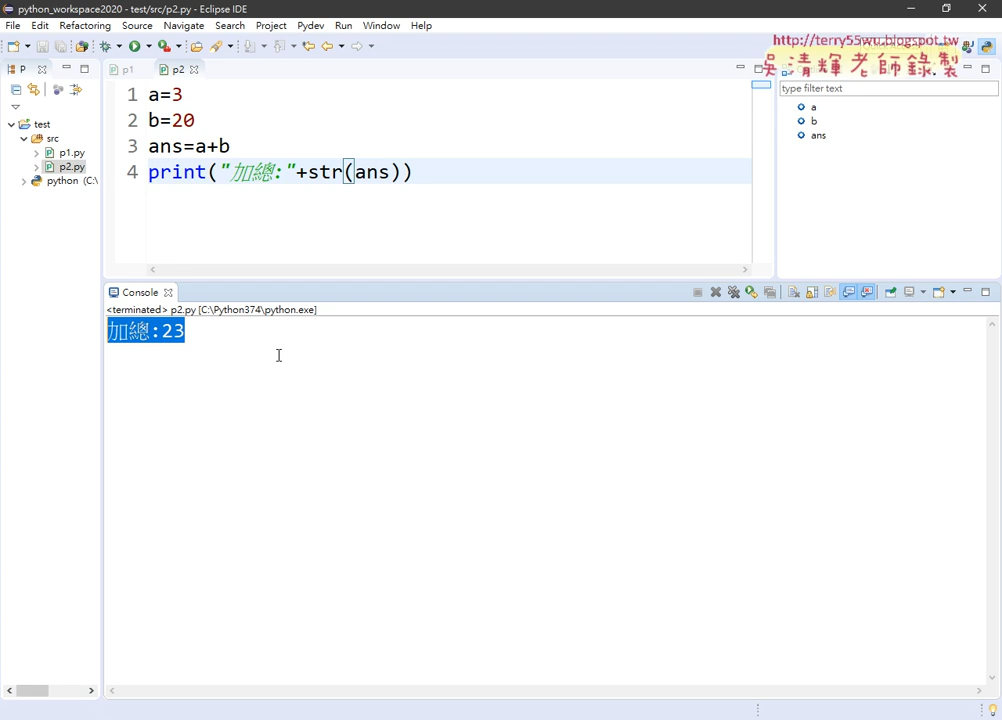 python_workspace2020 - test/src/p2.py - Eclipse IDE
File Edit Refactoring Source Navigate Search Project Pydev Run Window Help
http://terry55wu.blogspot.tw
吳清輝老師錄製
P
p1
p2
type filter text
test
src
p1.py
p2.py
python (C:\
1 a=3
2 b=20
3 ans=a+b
4 print("加總:"+str(ans))
a
b
ans
Console
<terminated> p2.py [C:\Python374\python.exe]
加總:23